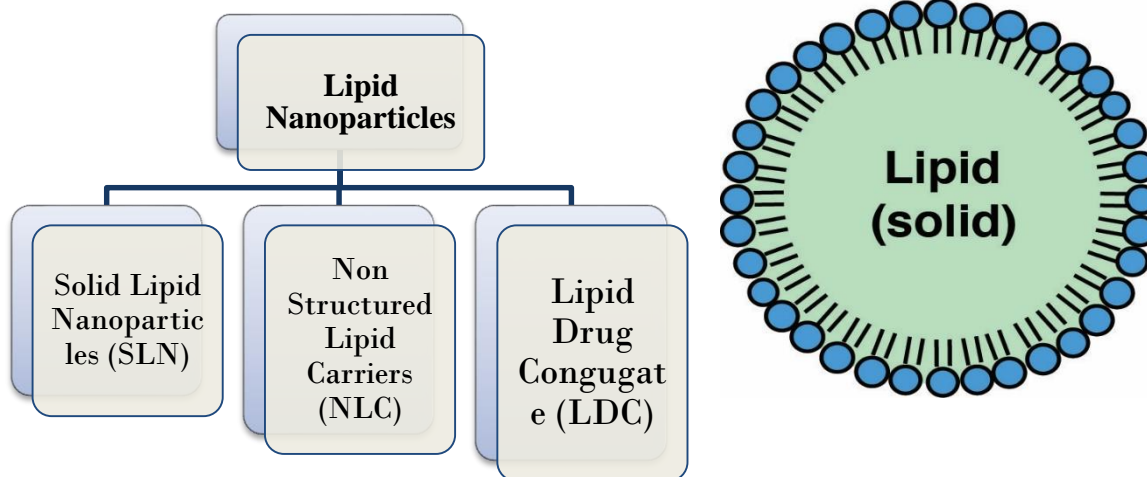 Lipid
Nanoparticles
Solid Lipid
Nanopartic
les (SLN)
Non
Structured
Lipid
Carriers
(NLC)
Lipid
Drug
Congugat
e (LDC)
Lipid
(solid)